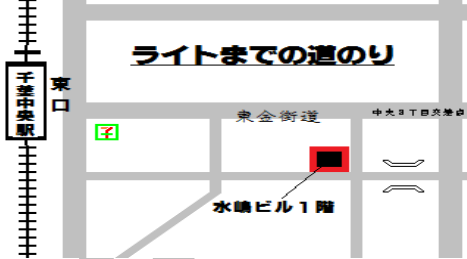 ライトまでの道のり
千葉中央駅
東口
東金街道
中央3丁目交差点
水嶋ビル1階